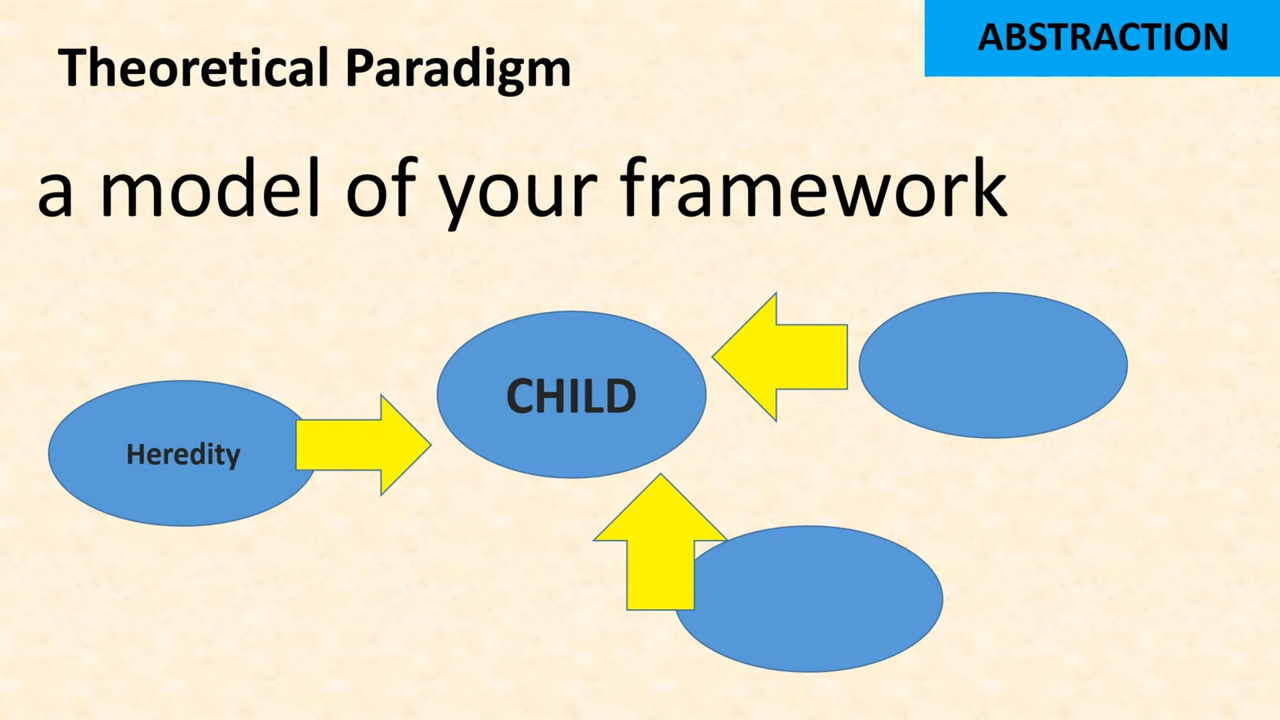 ABSTRACTION
Theoretical Paradigm
a model of your framework
CHILD
Heredity